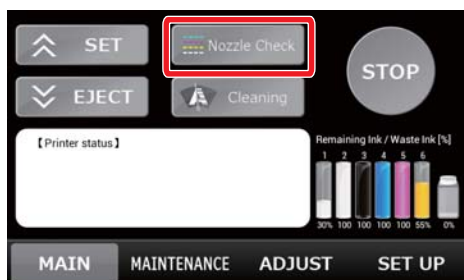 SET
Nozzle Check
STOP
EJECT
Cleaning
【Printer status】
Remaining Ink / Waste Ink [%]
1 2 3 4 5 6
30% 100 100 100 100 55% 0%
MAIN MAINTENANCE ADJUST SET UP